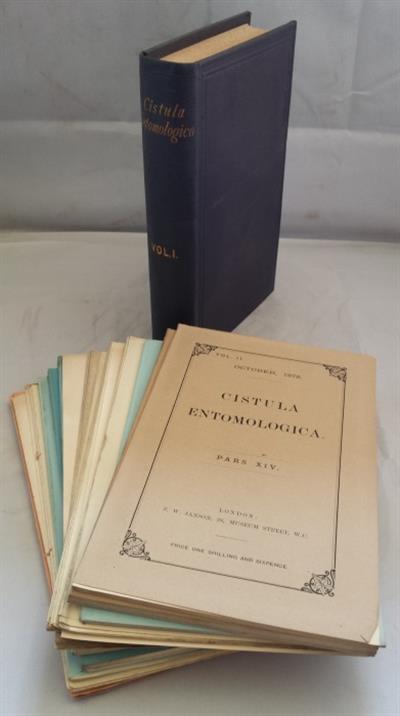 Cistula
Entomologica
VOL. I.
VOL. II
OCTOBER, 1875.
CISTULA
ENTOMOLOGICA.
PARS XIV.
LONDON:
E. W. JANSON, 28, MUSEUM STREET, W.C.
PRICE ONE SHILLING AND SIXPENCE